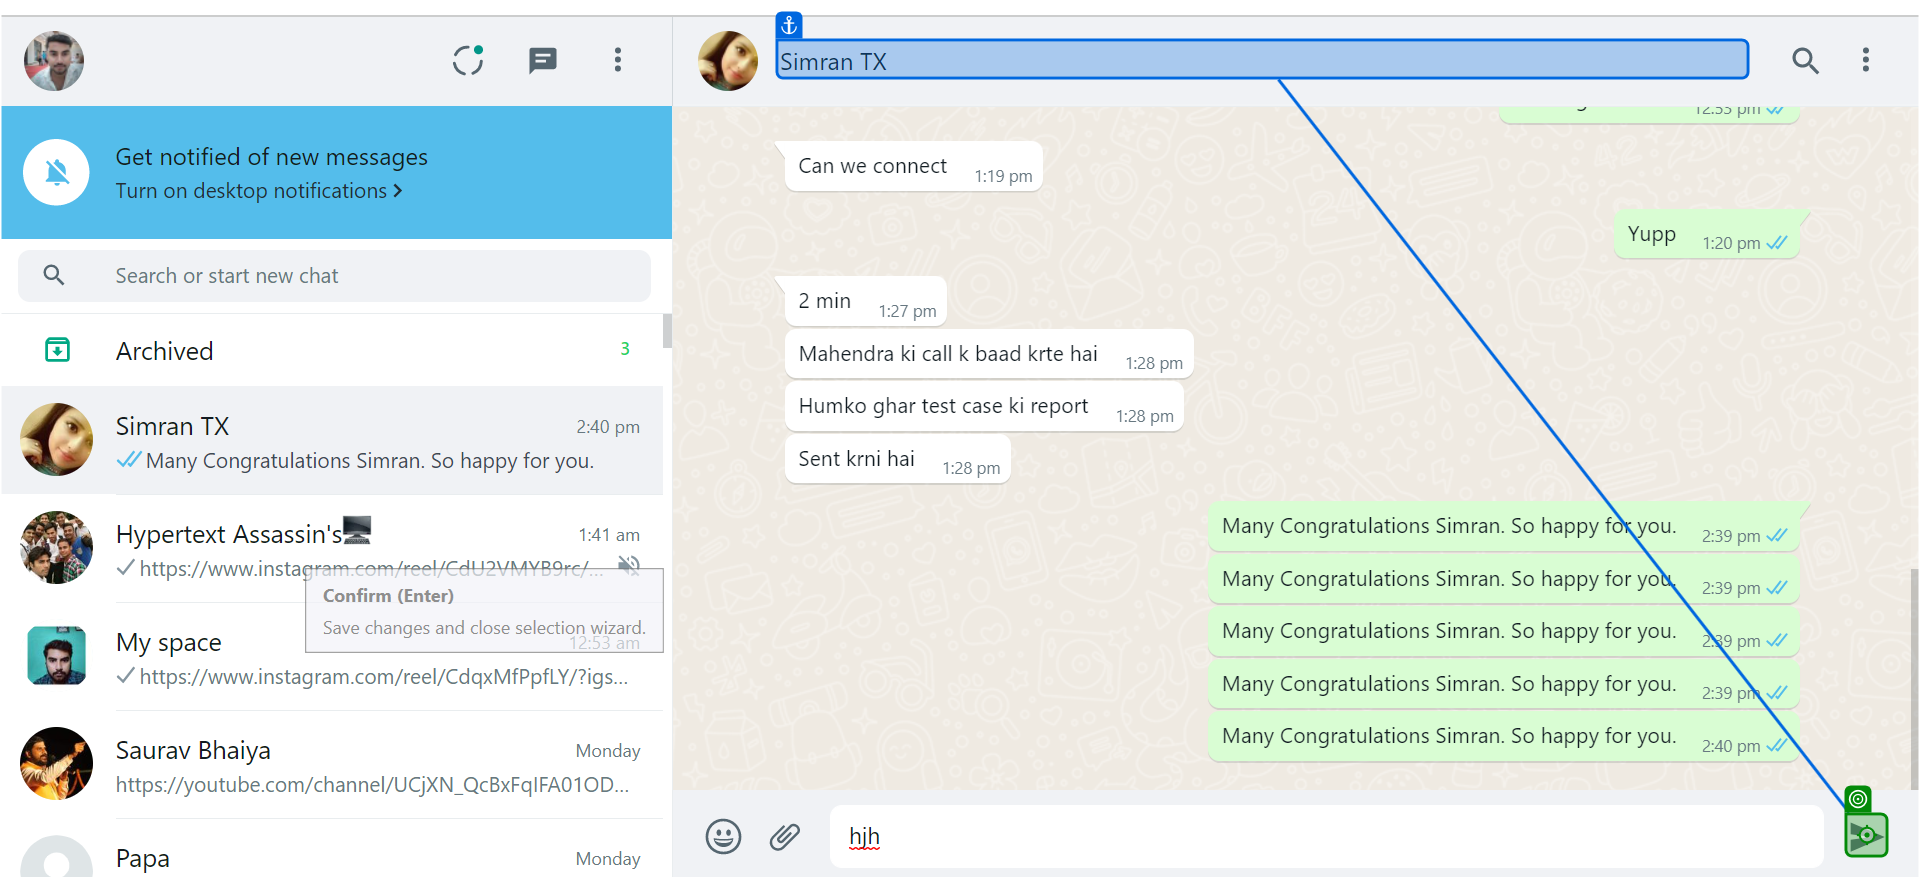 Get notified of new messages
Turn on desktop notifications >
Search or start new chat
Archived 3
Simran TX 2:40 pm
Many Congratulations Simran. So happy for you.
Hypertext Assassin's 1:41 am
https://www.instagram.com/reel/CdU2VMYB9rc/...
Confirm (Enter)
Save changes and close selection wizard.
My space 12:53 am
https://www.instagram.com/reel/CdqxMfPpfLY/?igs...
Saurav Bhaiya Monday
https://youtube.com/channel/UCjXN_QcBxFqIFA01OD...
Papa Monday
Simran TX
12:33 pm
Can we connect 1:19 pm
Yupp 1:20 pm
2 min 1:27 pm
Mahendra ki call k baad krte hai 1:28 pm
Humko ghar test case ki report 1:28 pm
Sent krni hai 1:28 pm
Many Congratulations Simran. So happy for you. 2:39 pm
Many Congratulations Simran. So happy for you. 2:39 pm
Many Congratulations Simran. So happy for you. 2:39 pm
Many Congratulations Simran. So happy for you. 2:39 pm
Many Congratulations Simran. So happy for you. 2:40 pm
hjh